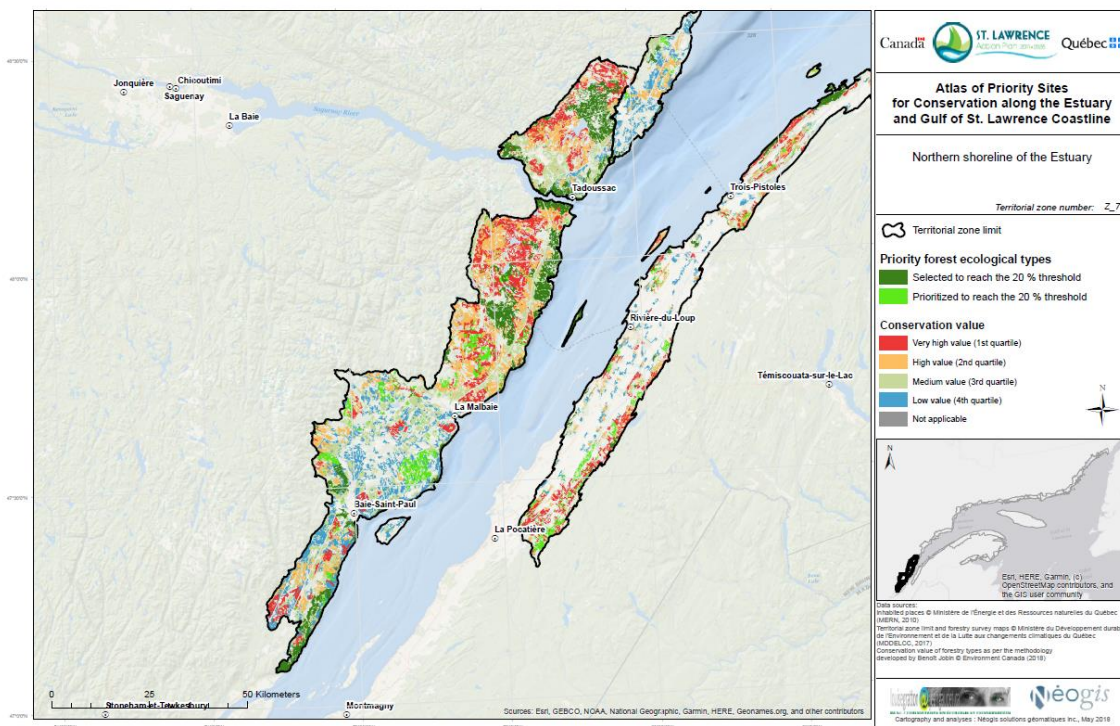 Jonquière
Chicoutimi
Saguenay
La Baie
Saguenay River
Tadoussac
Trois-Pistoles
Rivière-du-Loup
Témiscouata-sur-le-Lac
La Malbaie
Baie-Saint-Paul
La Pocatière
0 25 50 Kilometers
Stoneham-et-Tewkesbury
Montmagny
Sources: Esri, GEBCO, NOAA, National Geographic, Garmin, HERE, Geonames.org, and other contributors
Canada
ST. LAWRENCE
Québec
Atlas of Priority Sites
for Conservation along the Estuary
and Gulf of St. Lawrence Coastline
Northern shoreline of the Estuary
Territorial zone number: Z_7
Territorial zone limit
Priority forest ecological types
Selected to reach the 20 % threshold
Prioritized to reach the 20 % threshold
Conservation value
Very high value (1st quartile)
High value (2nd quartile)
Medium value (3rd quartile)
Low value (4th quartile)
Not applicable
N
N
Esri, HERE, Garmin, (c)
OpenStreetMap contributors, and
the GIS user community
Data sources:
Inhabited places © Ministère de l'Énergie et des Ressources naturelles du Québec
(MERN, 2010)
Territorial zone limit and forestry survey maps © Ministère du Développement durab
de l'Environnement et de la Lutte aux changements climatiques du Québec
(MDDELCC, 2017)
Conservation value of forestry types as per the methodology
developed by Benoît Jobin © Environment Canada (2018)
Néogis
Cartography and analyses : Néogis solutions géomatiques inc., May 2018